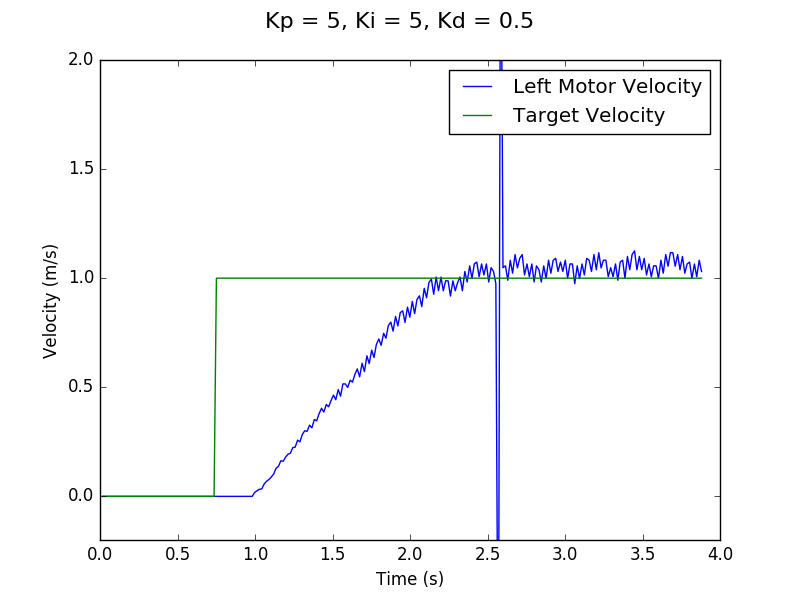 Kp = 5, Ki = 5, Kd = 0.5
Left Motor Velocity
Target Velocity
2.0
1.5
1.0
0.5
0.0
Velocity (m/s)
0.0 0.5 1.0 1.5 2.0 2.5 3.0 3.5 4.0
Time (s)